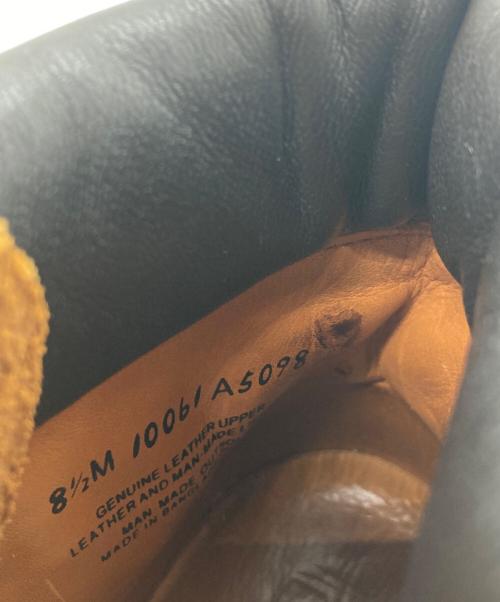 8½M 10061 A5098
GENUINE LEATHER UPPER
LEATHER AND MAN-MADE
MAN MADE
MADE IN